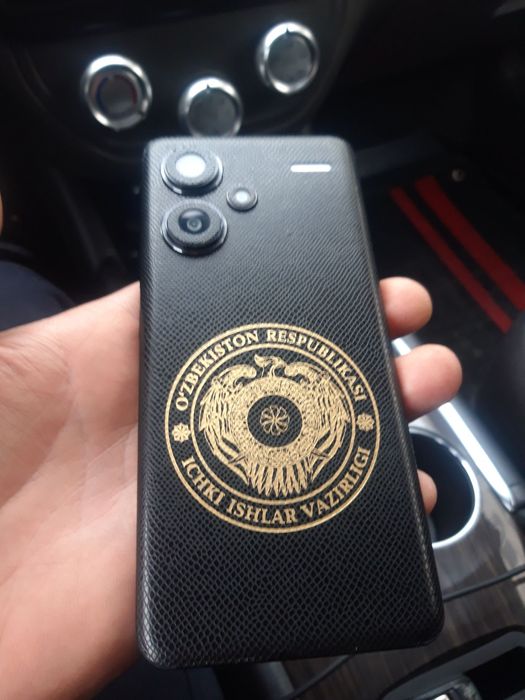 O'ZBEKISTON RESPUBLIKASI
ICHKI ISHLAR VAZIRLIGI